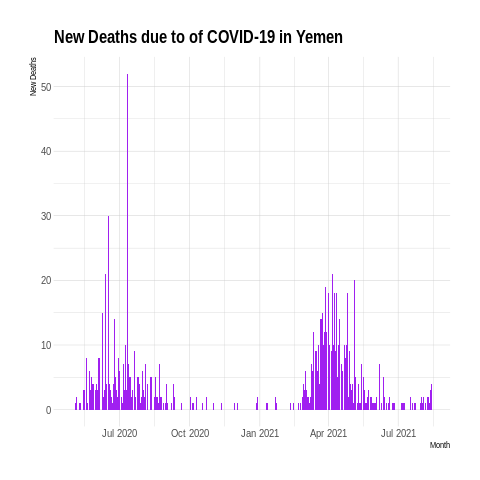 New Deaths due to of COVID-19 in Yemen
New Deaths
50
40
30
20
10
0
Jul 2020 Oct 2020 Jan 2021 Apr 2021 Jul 2021
Month